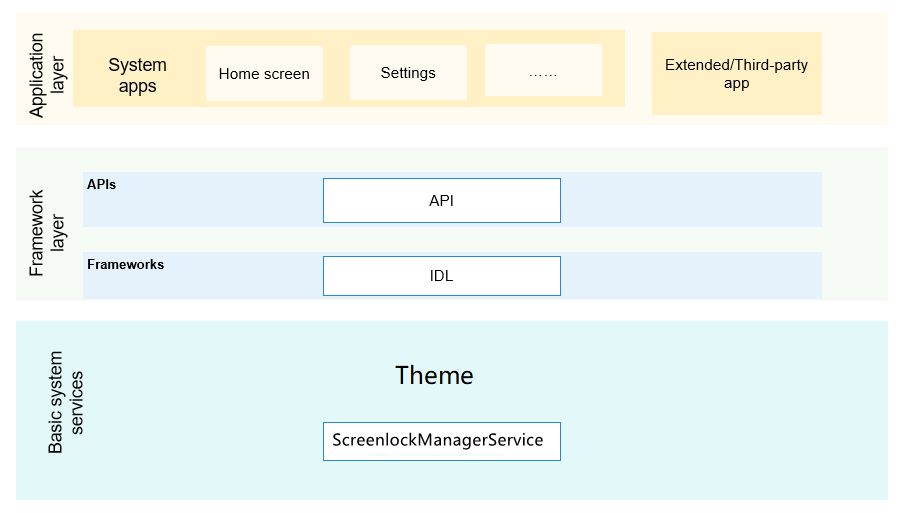 Application
layer
System
apps
Home screen
Settings
……
Extended/Third-party
app
Framework
layer
APIs
API
Frameworks
IDL
Basic system
services
Theme
ScreenlockManagerService